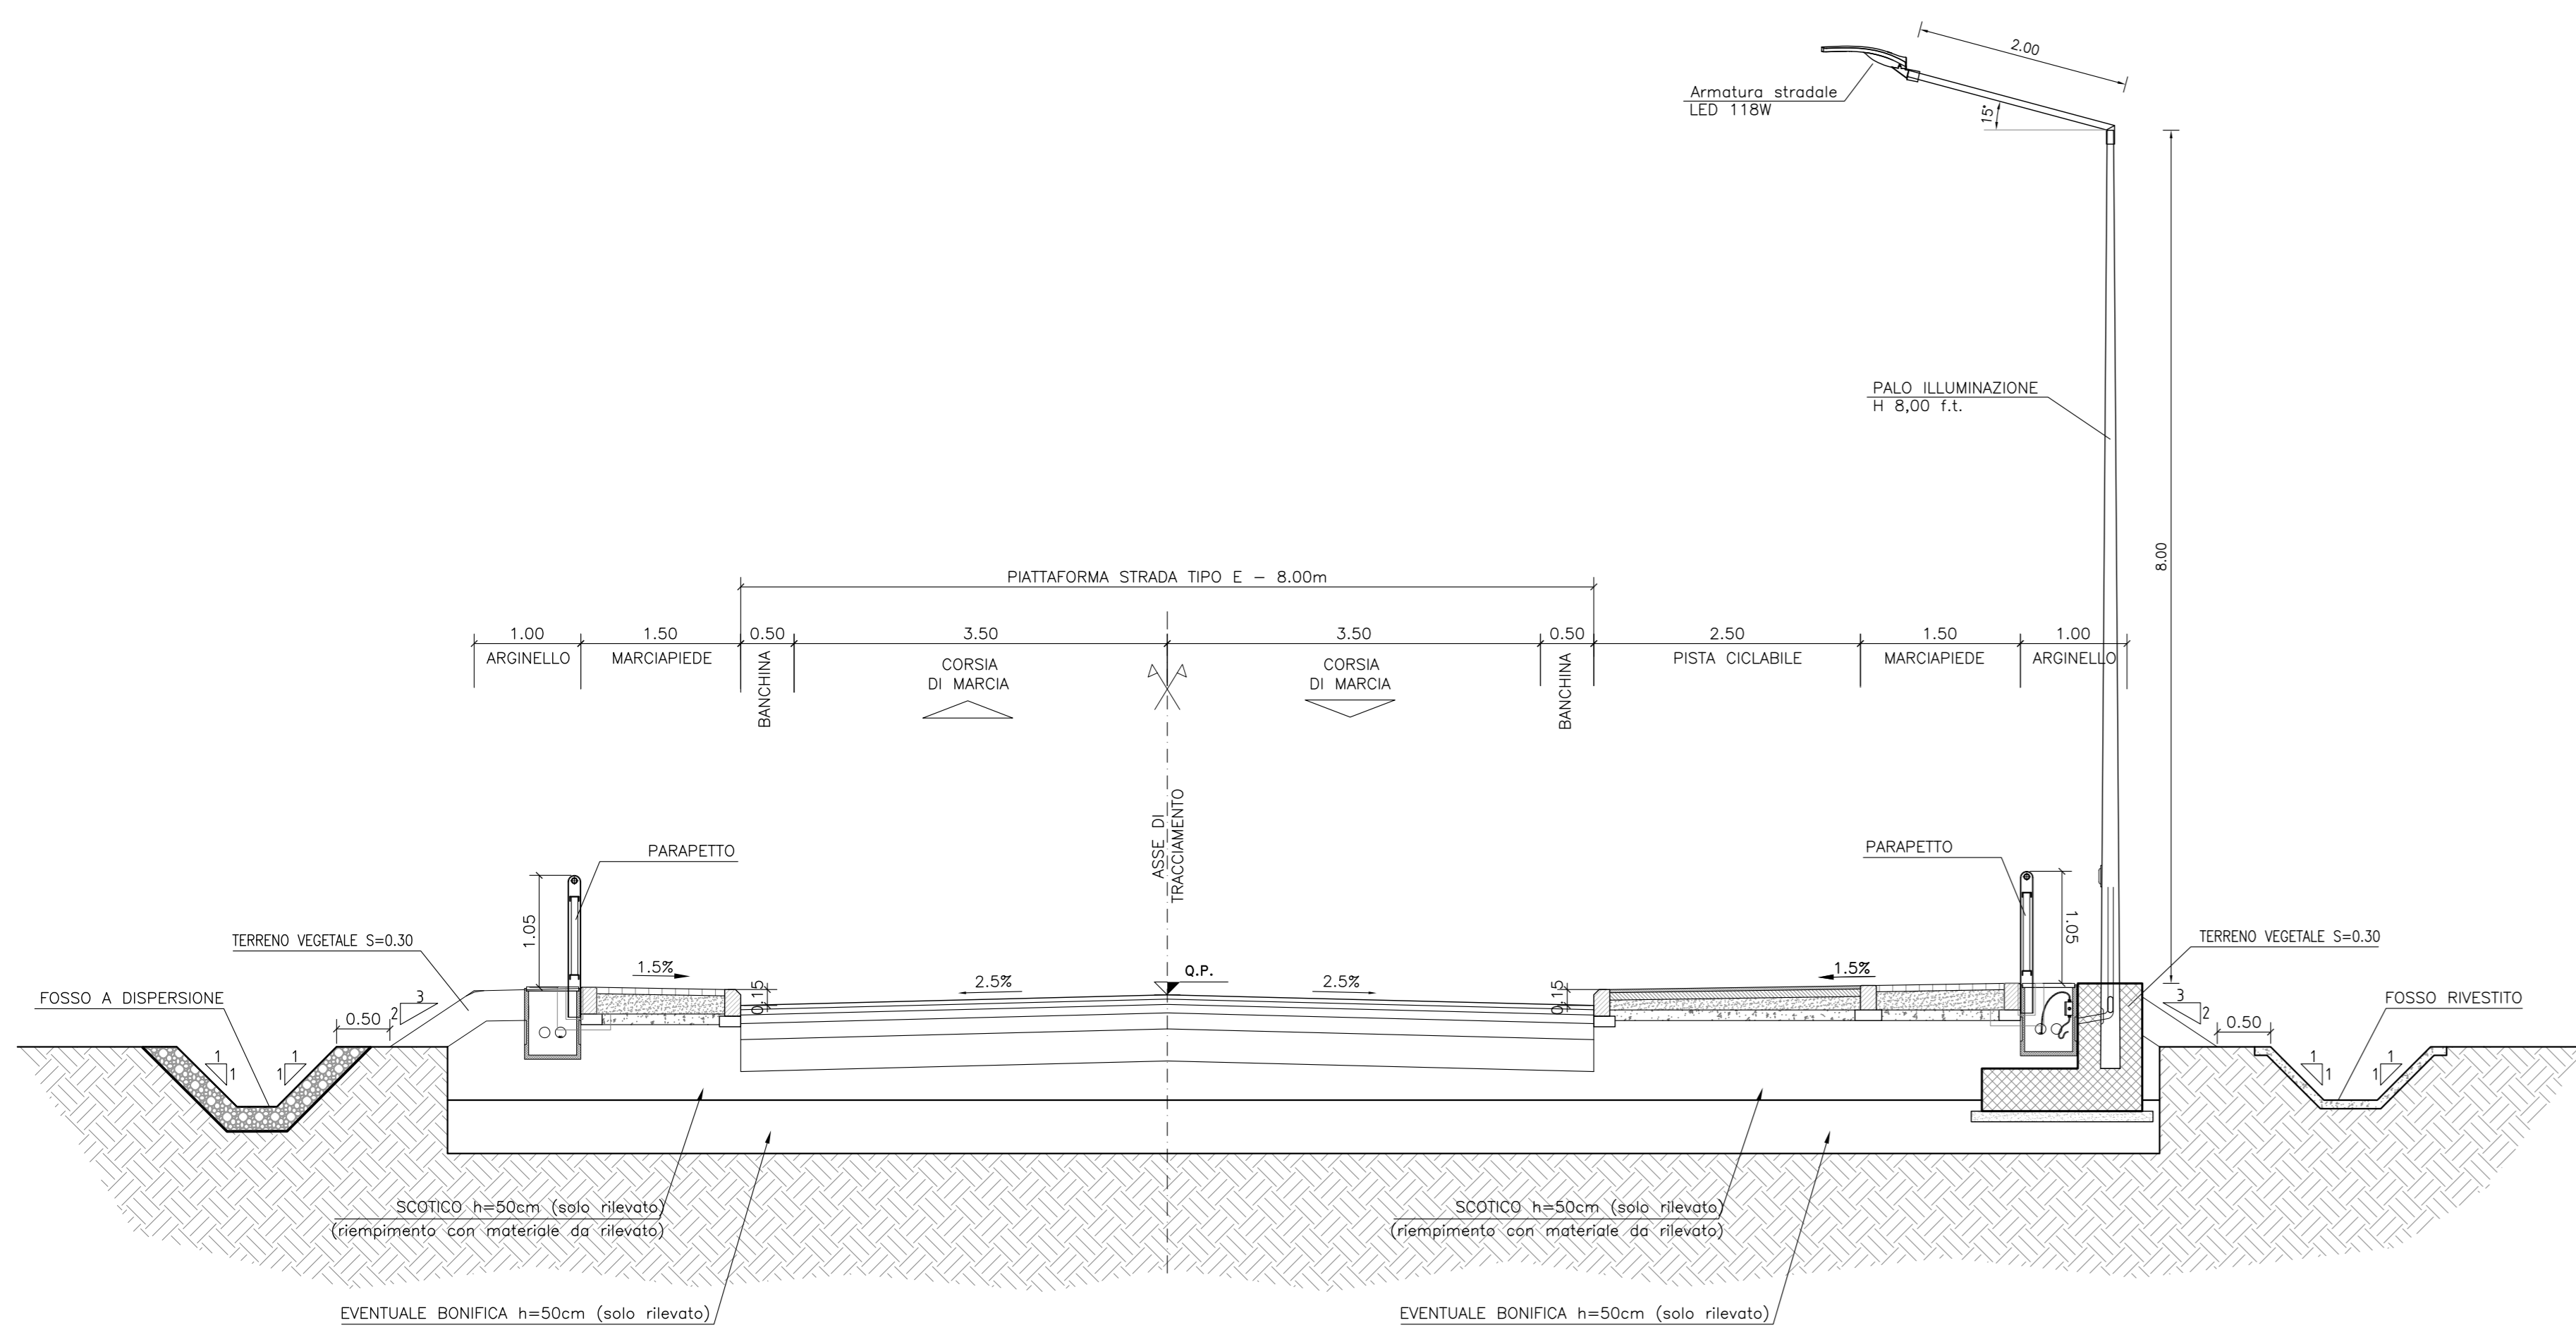 2.00
Armatura stradale
LED 118W
15°
PALO ILLUMINAZIONE
H 8,00 f.t.
8.00
PIATTAFORMA STRADA TIPO E – 8.00m
1.00
1.50
0.50
3.50
3.50
0.50
2.50
1.50
1.00
ARGINELLO
MARCIAPIEDE
BANCHINA
CORSIA
DI MARCIA
CORSIA
DI MARCIA
BANCHINA
PISTA CICLABILE
MARCIAPIEDE
ARGINELLO
ASSE DI
TRACCIAMENTO
PARAPETTO
PARAPETTO
1.05
1.05
TERRENO VEGETALE S=0.30
TERRENO VEGETALE S=0.30
1.5%
0.15
2.5%
Q.P.
2.5%
0.15
1.5%
FOSSO A DISPERSIONE
0.50
3
2
3
2
0.50
FOSSO RIVESTITO
1
1
1
1
1
1
1
1
SCOTICO h=50cm (solo rilevato)
(riempimento con materiale da rilevato)
SCOTICO h=50cm (solo rilevato)
(riempimento con materiale da rilevato)
EVENTUALE BONIFICA h=50cm (solo rilevato)
EVENTUALE BONIFICA h=50cm (solo rilevato)